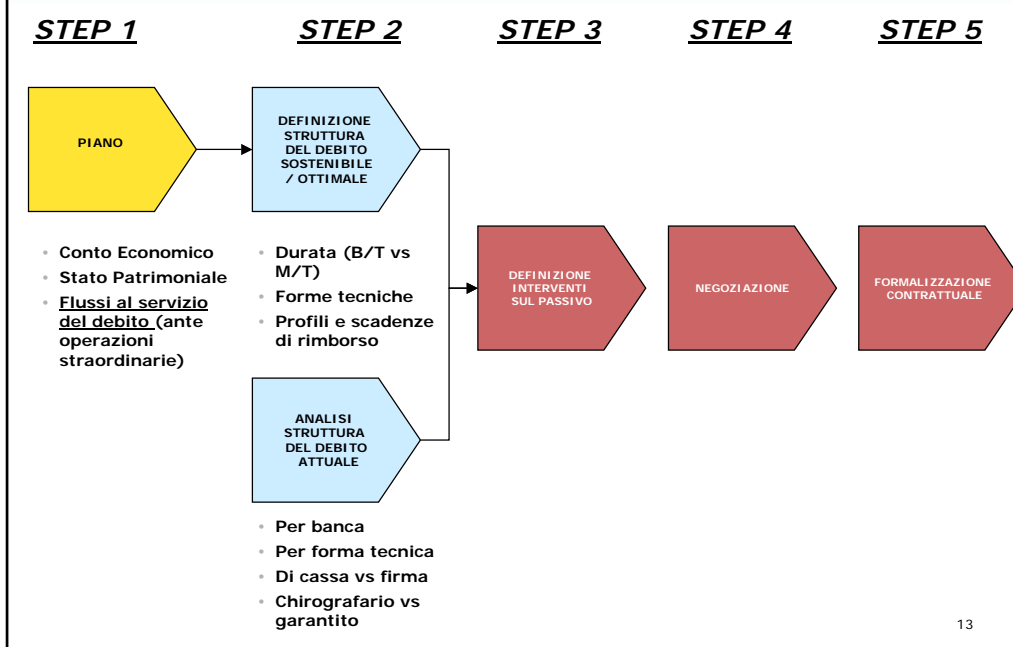 STEP 1
STEP 2
STEP 3
STEP 4
STEP 5
PIANO
• Conto Economico
• Stato Patrimoniale
• Flussi al servizio
del debito (ante
operazioni
straordinarie)
DEFINIZIONE
STRUTTURA
DEL DEBITO
SOSTENIBILE
/ OTTIMALE
• Durata (B/T vs
M/T)
• Forme tecniche
• Profili e scadenze
di rimborso
ANALISI
STRUTTURA
DEL DEBITO
ATTUALE
• Per banca
• Per forma tecnica
• Di cassa vs firma
• Chirografario vs
garantito
DEFINIZIONE
INTERVENTI
SUL PASSIVO
NEGOZIAZIONE
FORMALIZZAZIONE
CONTRATTUALE
13